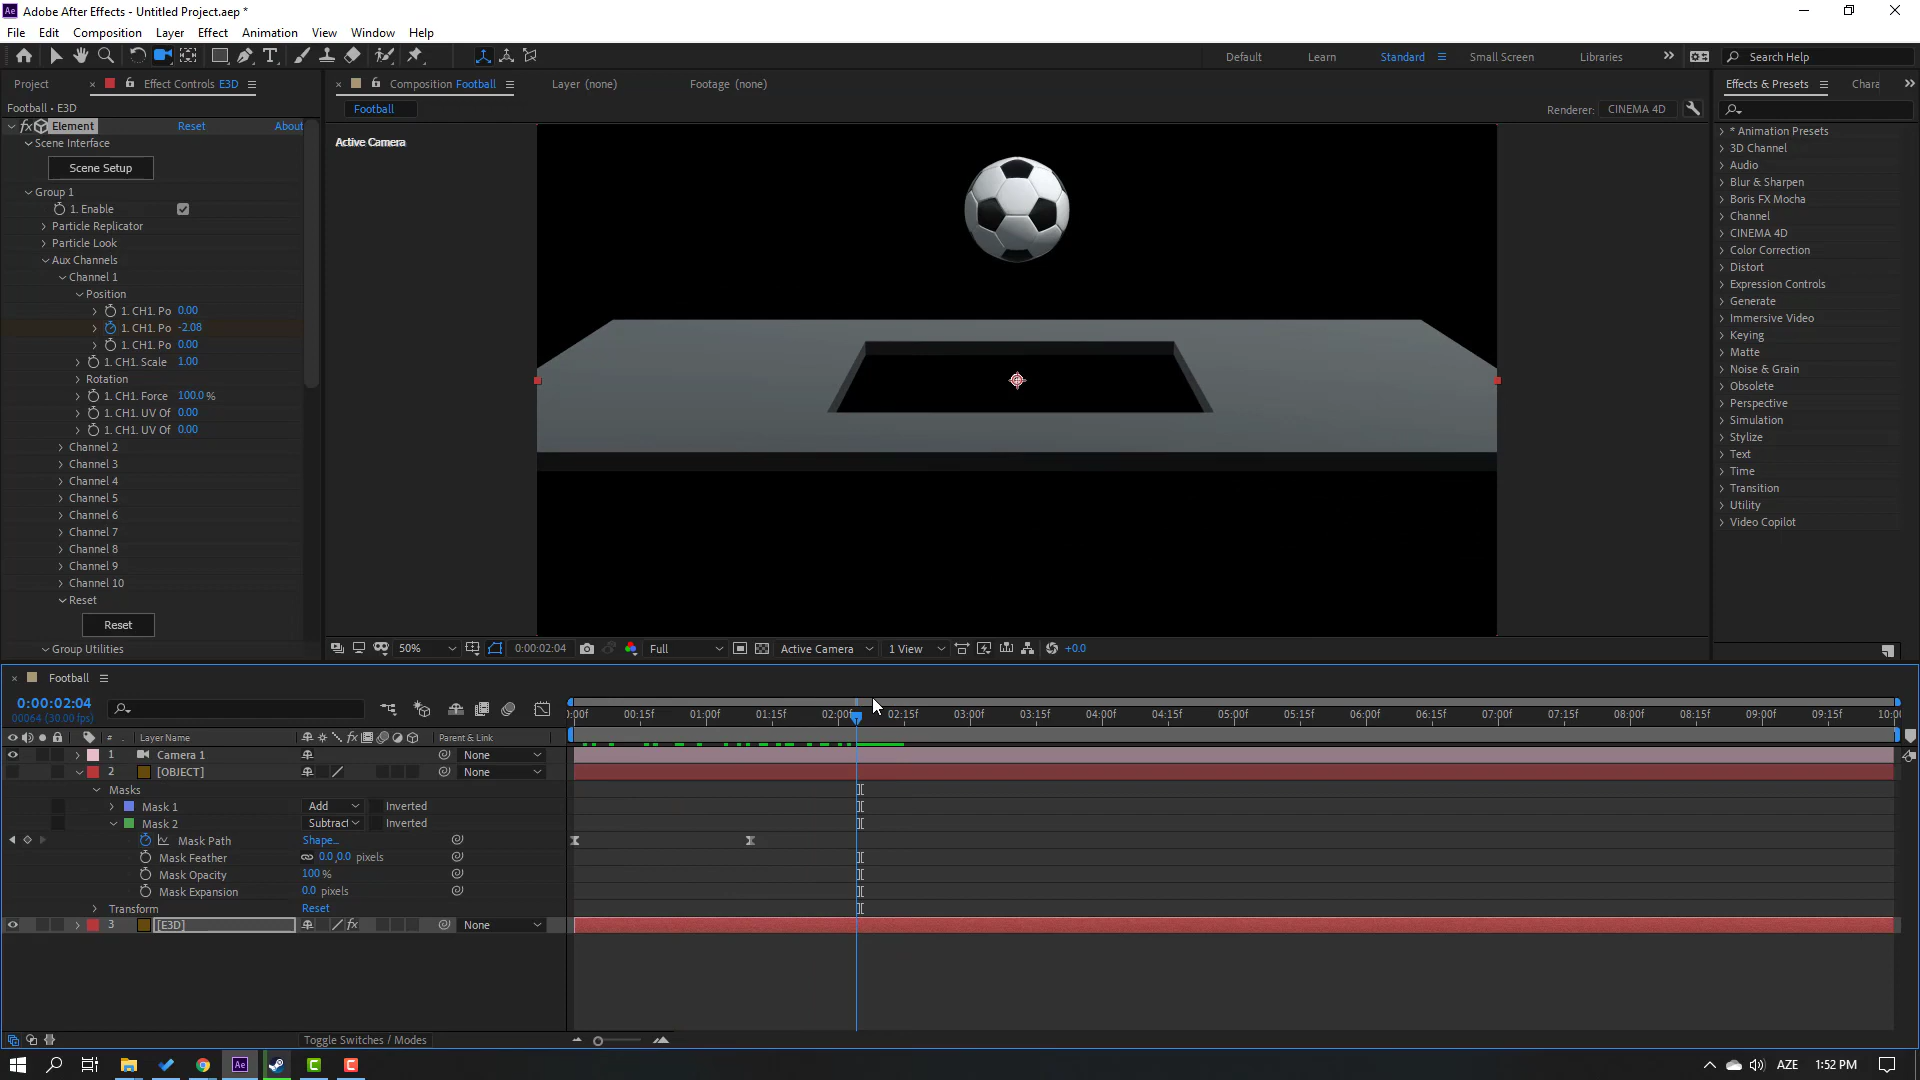 Adobe After Effects - Untitled Project.aep *
File Edit Composition Layer Effect Animation View Window Help
Default Learn Standard Small Screen Libraries Search Help
Project Effect Controls E3D Composition Football Layer (none) Footage (none) Effects & Presets Chara
Football • E3D
Football
Renderer: CINEMA 4D
Element Reset About
Scene Interface
Scene Setup
Group 1
1. Enable
Particle Replicator
Particle Look
Aux Channels
Channel 1
Position
1. CH1. Po 0.00
1. CH1. Po -2.08
1. CH1. Po 0.00
1. CH1. Scale 1.00
Rotation
1. CH1. Force 100.0 %
1. CH1. UV Of 0.00
1. CH1. UV Of 0.00
Channel 2
Channel 3
Channel 4
Channel 5
Channel 6
Channel 7
Channel 8
Channel 9
Channel 10
Reset
Reset
Group Utilities
Active Camera
50% 0:00:02:04 Full Active Camera 1 View +0.0
* Animation Presets
3D Channel
Audio
Blur & Sharpen
Boris FX Mocha
Channel
CINEMA 4D
Color Correction
Distort
Expression Controls
Generate
Immersive Video
Keying
Matte
Noise & Grain
Obsolete
Perspective
Simulation
Stylize
Text
Time
Transition
Utility
Video Copilot
Football
0:00:02:04
00064 (30.00 fps)
:00f 00:15f 01:00f 01:15f 02:00f 02:15f 03:00f 03:15f 04:00f 04:15f 05:00f 05:15f 06:00f 06:15f 07:00f 07:15f 08:00f 08:15f 09:00f 09:15f 10:00
# Layer Name Parent & Link
1 Camera 1 None
2 [OBJECT] None
Masks
Mask 1 Add Inverted
Mask 2 Subtract Inverted
Mask Path Shape...
Mask Feather 0.0,0.0 pixels
Mask Opacity 100 %
Mask Expansion 0.0 pixels
Transform Reset
3 [E3D] None
Toggle Switches / Modes
AZE 1:52 PM